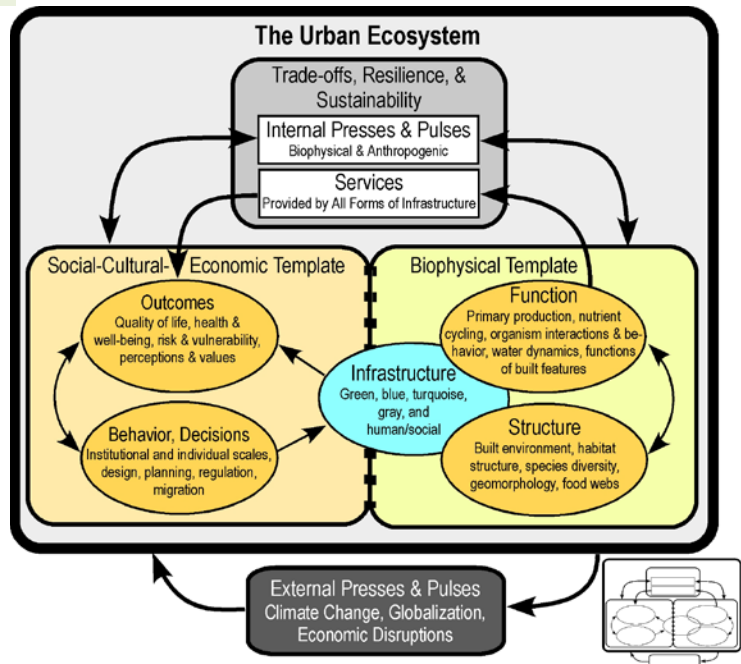 The Urban Ecosystem
Trade-offs, Resilience, &
Sustainability
Internal Presses & Pulses
Biophysical & Anthropogenic
Services
Provided by All Forms of Infrastructure
Social-Cultural- Economic Template
Biophysical Template
Outcomes
Quality of life, health &
well-being, risk & vulnerability,
perceptions & values
Function
Primary production, nutrient
cycling, organism interactions & be-
havior, water dynamics, functions
of built features
Infrastructure
Green, blue, turquoise,
gray, and
human/social
Behavior, Decisions
Institutional and individual scales,
design, planning, regulation,
migration
Structure
Built environment, habitat
structure, species diversity,
geomorphology, food webs
External Presses & Pulses
Climate Change, Globalization,
Economic Disruptions